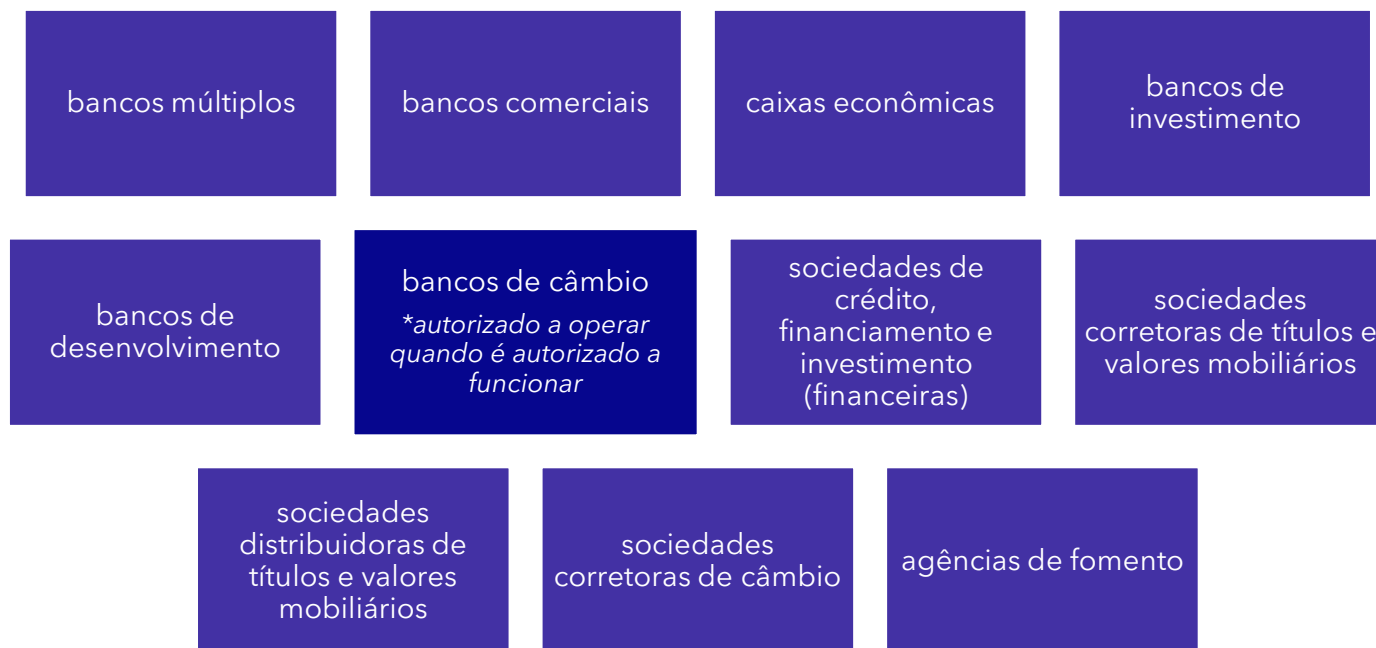 bancos múltiplos
bancos comerciais
caixas econômicas
bancos de
investimento
bancos de
desenvolvimento
bancos de câmbio
*autorizado a operar
quando é autorizado a
funcionar
sociedades de
crédito,
financiamento e
investimento
(financeiras)
sociedades
corretoras de títulos e
valores mobiliários
sociedades
distribuidoras de
títulos e valores
mobiliários
sociedades
corretoras de câmbio
agências de fomento